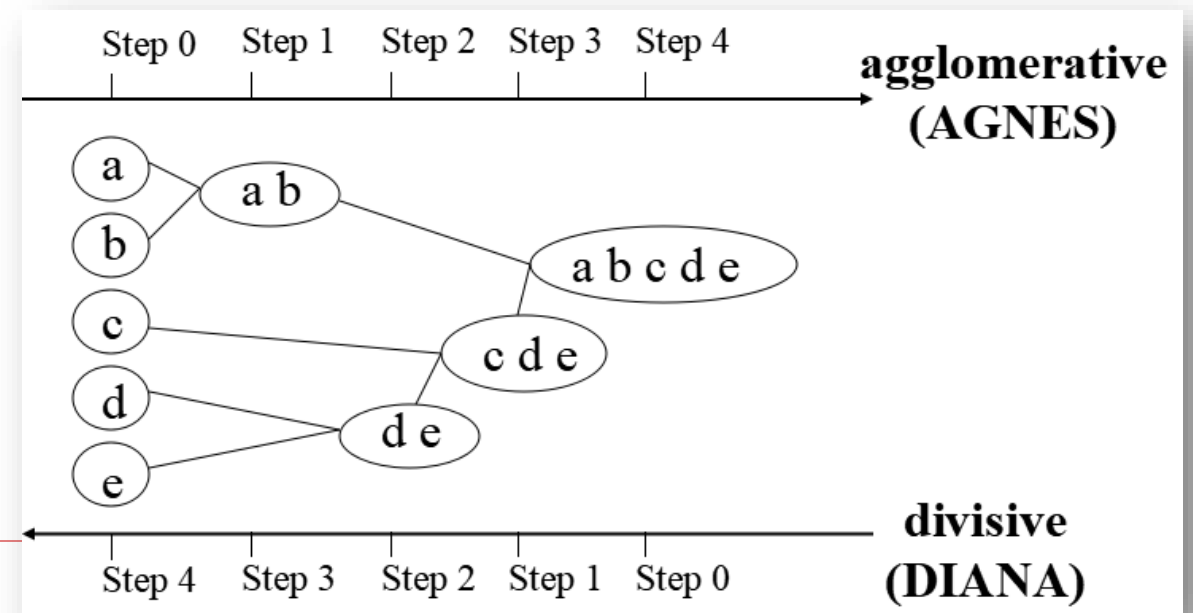 Step 0 Step 1 Step 2 Step 3 Step 4
agglomerative
(AGNES)
a
a b
b
a b c d e
c
c d e
d
d e
e
divisive
(DIANA)
Step 4 Step 3 Step 2 Step 1 Step 0